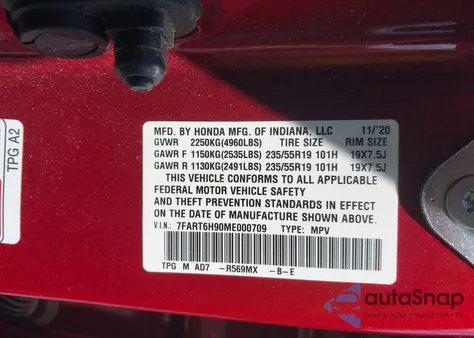 MFD. BY HONDA MFG. OF INDIANA, LLC 11/'20
GVWR 2250KG(4960LBS) TIRE SIZE RIM SIZE
GAWR F 1150KG(2535LBS) 235/55R19 101H 19X7.5J
GAWR R 1130KG(2491LBS) 235/55R19 101H 19X7.5J
THIS VEHICLE CONFORMS TO ALL APPLICABLE
FEDERAL MOTOR VEHICLE SAFETY
AND THEFT PREVENTION STANDARDS IN EFFECT
ON THE DATE OF MANUFACTURE SHOWN ABOVE.
V.I.N.: 7FART6H90ME000709 TYPE: MPV
TPG M AD7 -R569MX -B-E
TPG A2
autoSnap